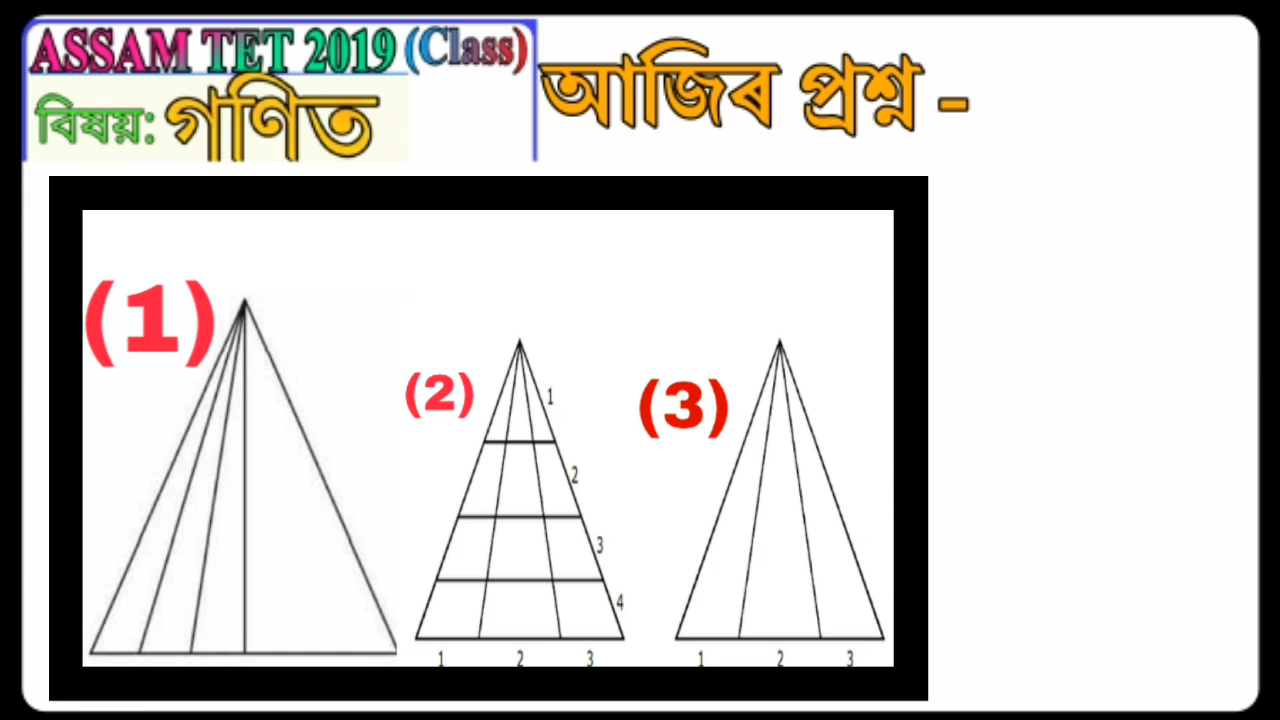 ASSAM TET 2019 (Class)
বিষয়: গণিত
আজিৰ প্ৰশ্ন -
(1)
(2)
1
2
3
4
1 2 3
(3)
1 2 3